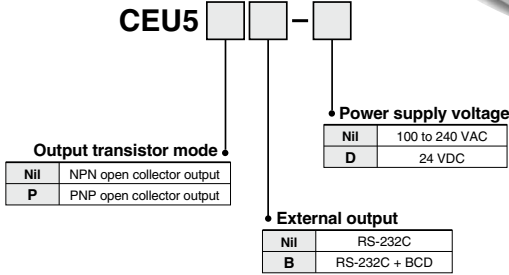 CEU5 –
Power supply voltage
Nil 100 to 240 VAC
D 24 VDC
Output transistor mode
Nil NPN open collector output
P PNP open collector output
External output
Nil RS-232C
B RS-232C + BCD